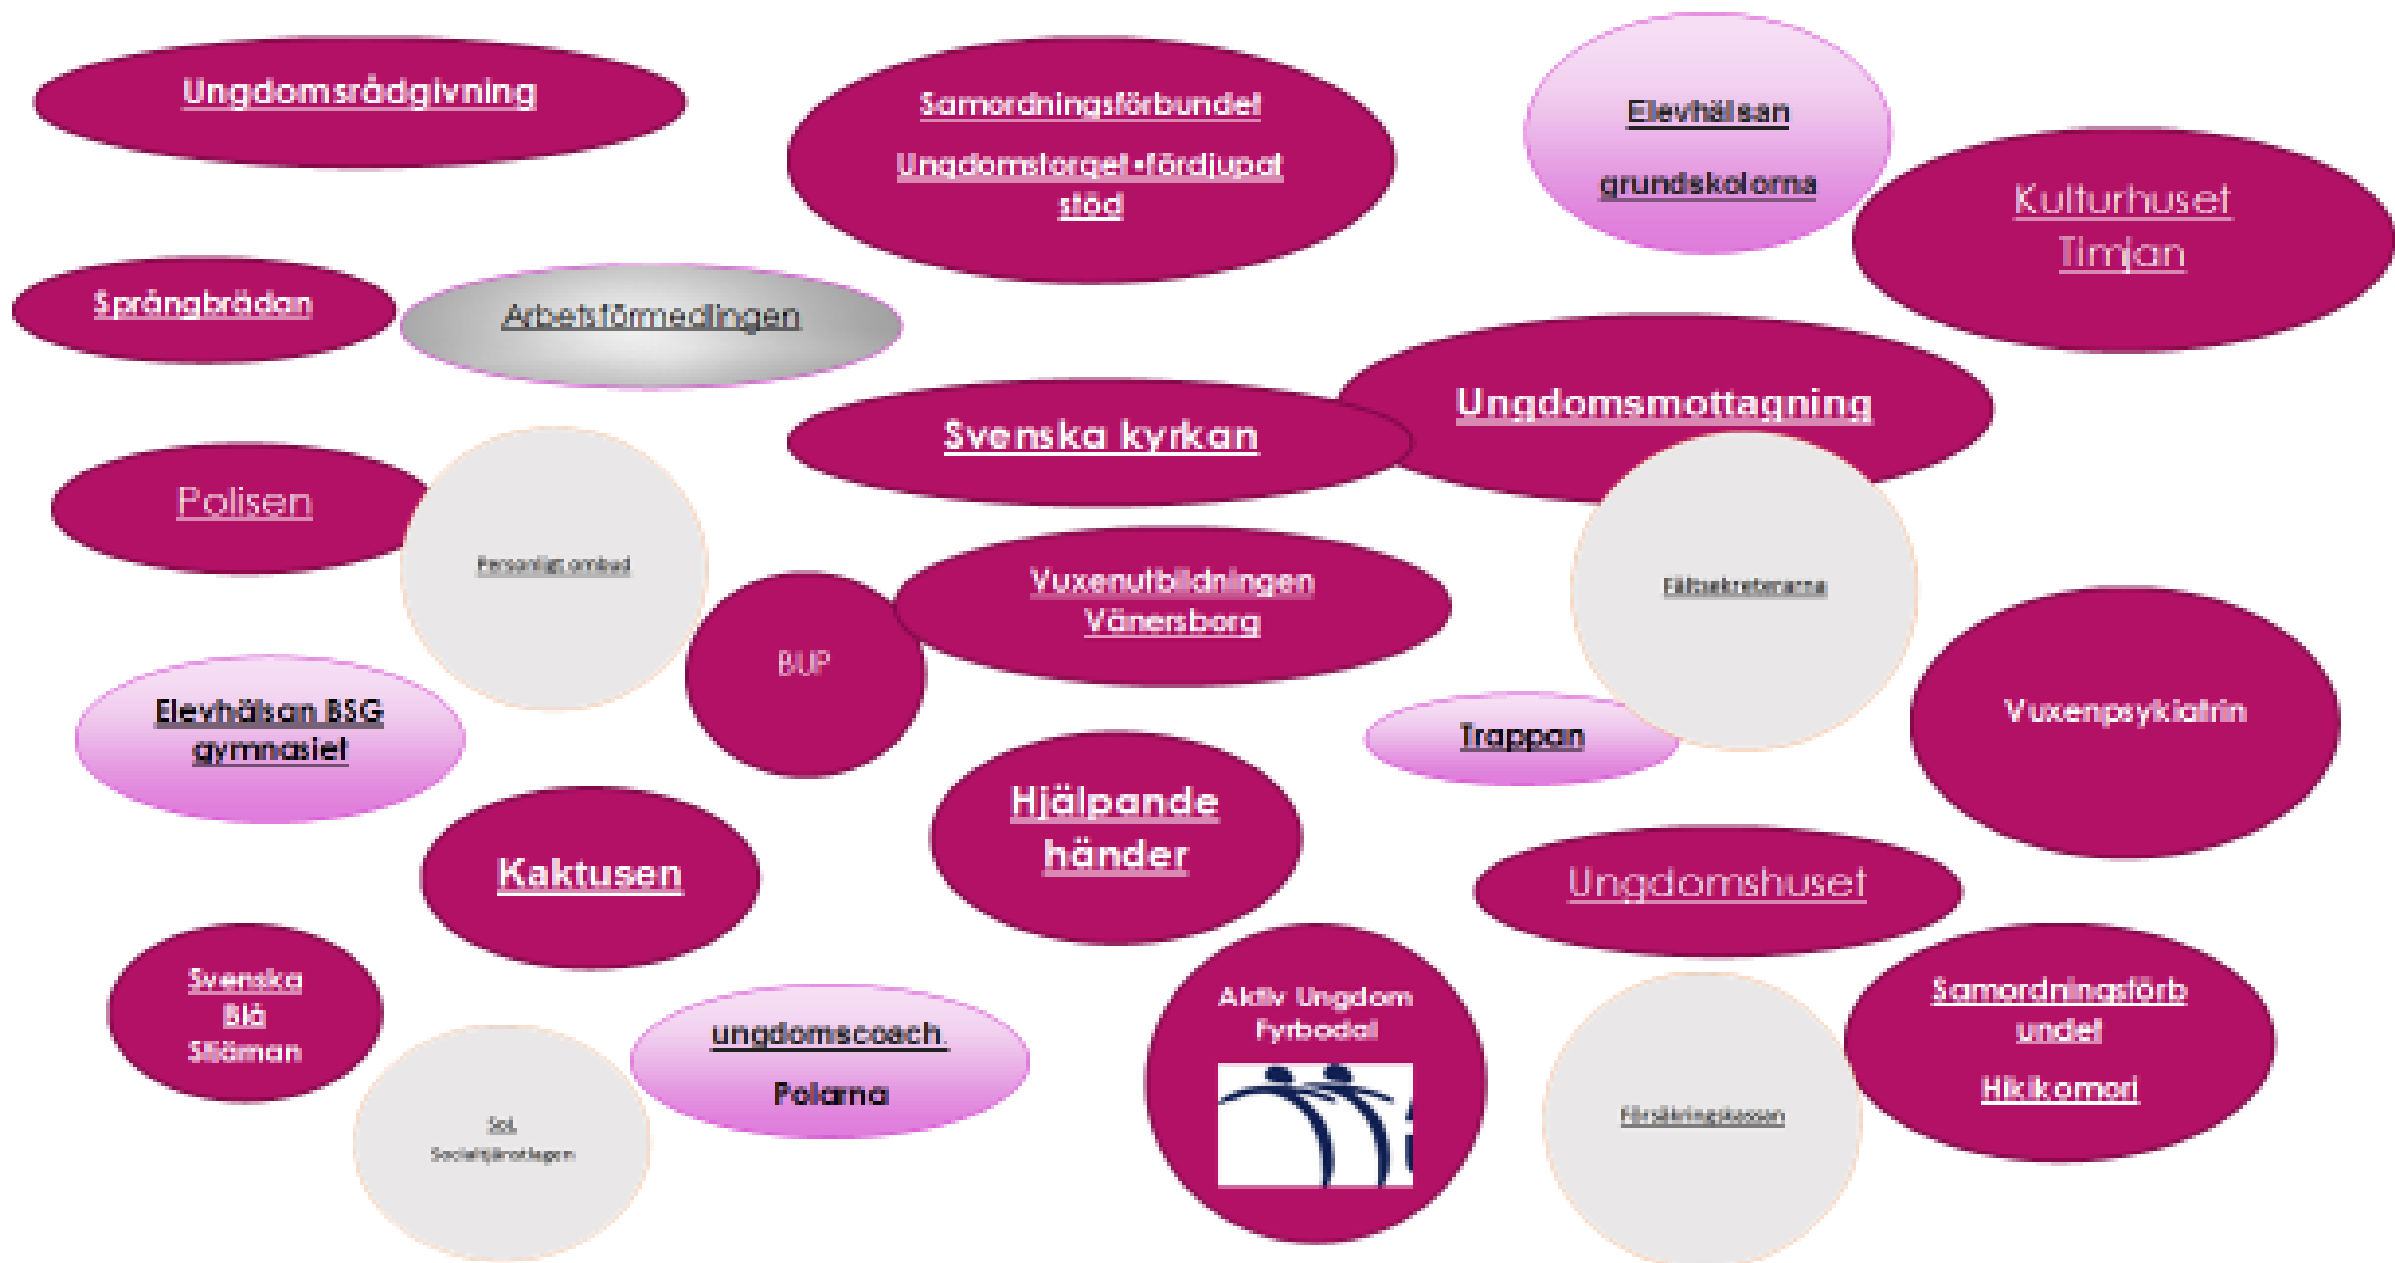 Ungdomsrådgivning
Samordningsförbundet
Ungdomstorget•fördjupat
stöd
Elevhälsan
grundskolorna
Kulturhuset
Timjan
Språngbrädan
Arbetsförmedlingen
Svenska kyrkan
Ungdomsmottagning
Polisen
Personligt ombud
BUP
Vuxenutbildningen
Vänersborg
Fältsekreterarna
Vuxenpsykiatrin
Elevhälsan BSG
gymnasiet
Trappan
Kaktusen
Hjälpande
händer
Ungdomshuset
Svenska
Blå
Stjärnan
SoL
Socialtjänstlagen
ungdomscoach
Polarna
Aktiv Ungdom
Fyrbodal
Försäkringskassan
Samordningsförb
undet
Hikikomori